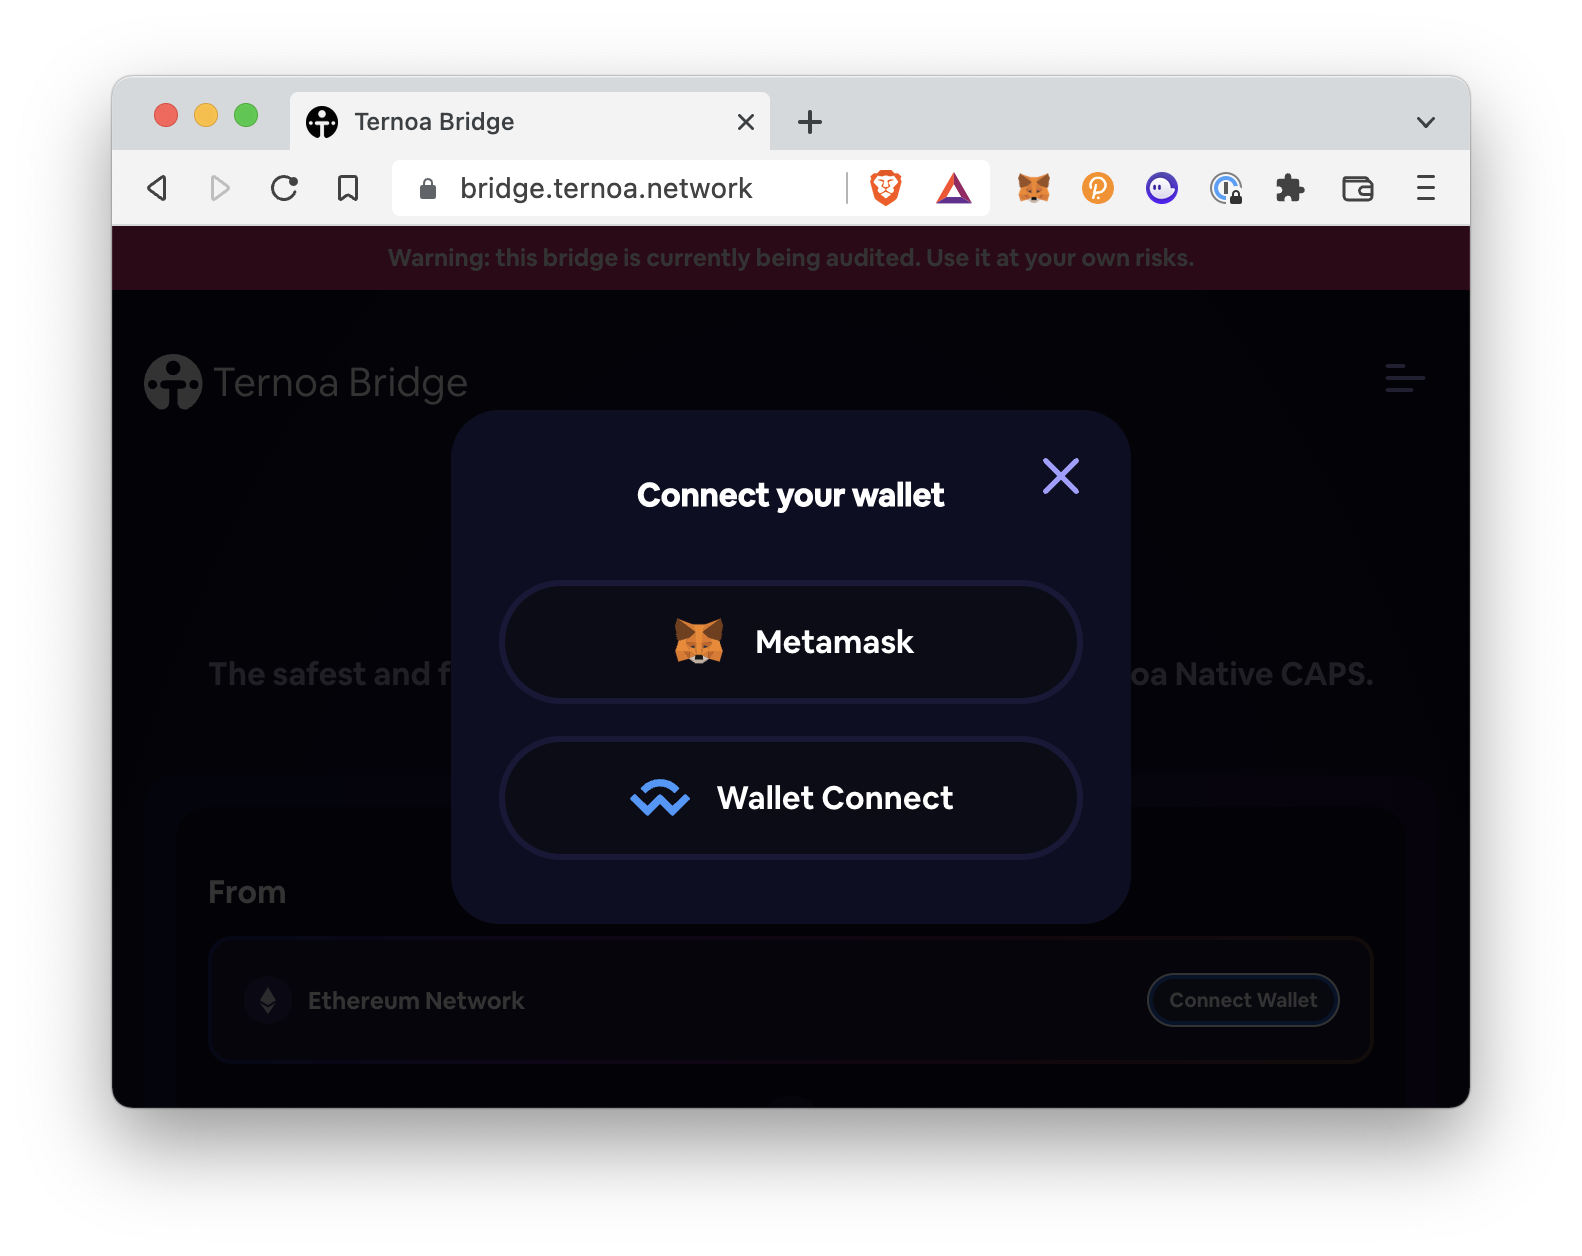 Ternoa Bridge
bridge.ternoa.network
Warning: this bridge is currently being audited. Use it at your own risks.
Ternoa Bridge
Connect your wallet
Metamask
The safest and f
oa Native CAPS.
Wallet Connect
From
Ethereum Network
Connect Wallet